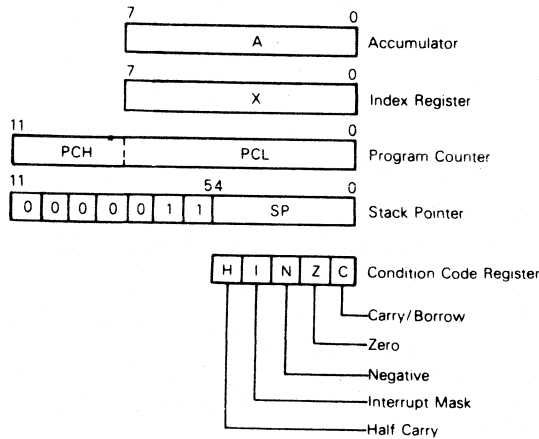 7 0
A Accumulator
7 0
X Index Register
11 0
PCH PCL Program Counter
11 5 4 0
0 0 0 0 0 1 1 SP Stack Pointer
H I N Z C Condition Code Register
Carry/Borrow
Zero
Negative
Interrupt Mask
Half Carry